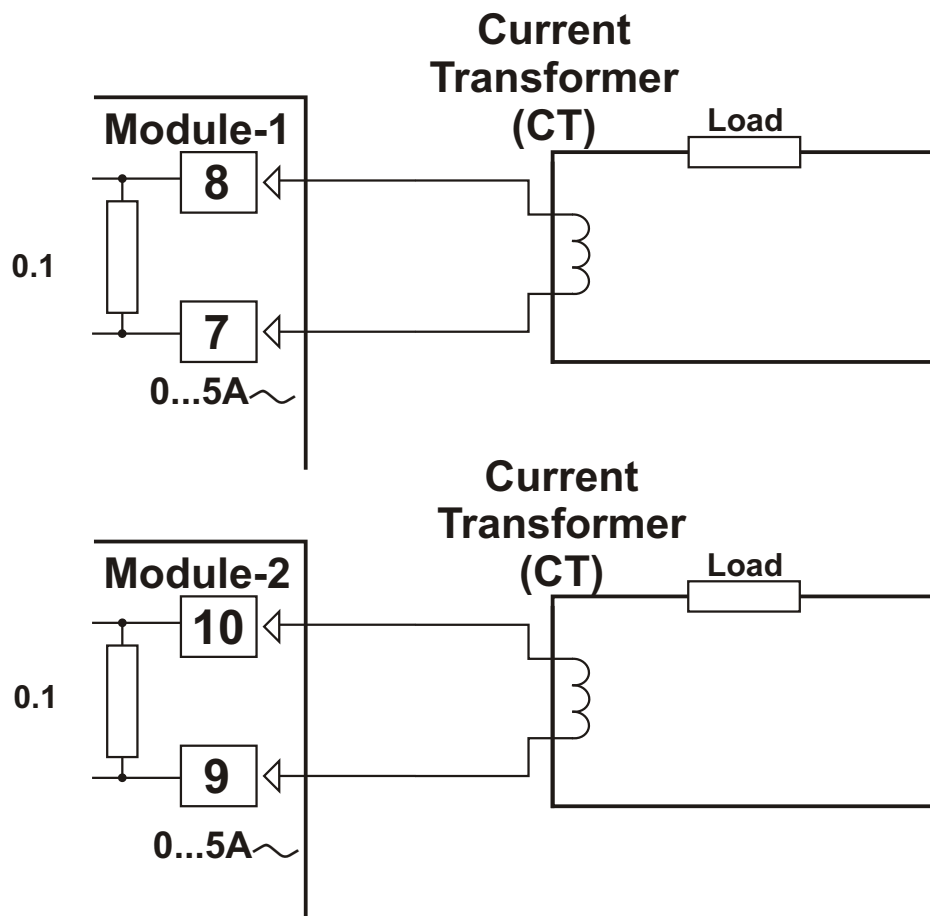 Current
Transformer
(CT)
Load
Module-1
8
0.1
7
0...5A
Current
Transformer
(CT)
Load
Module-2
10
0.1
9
0...5A